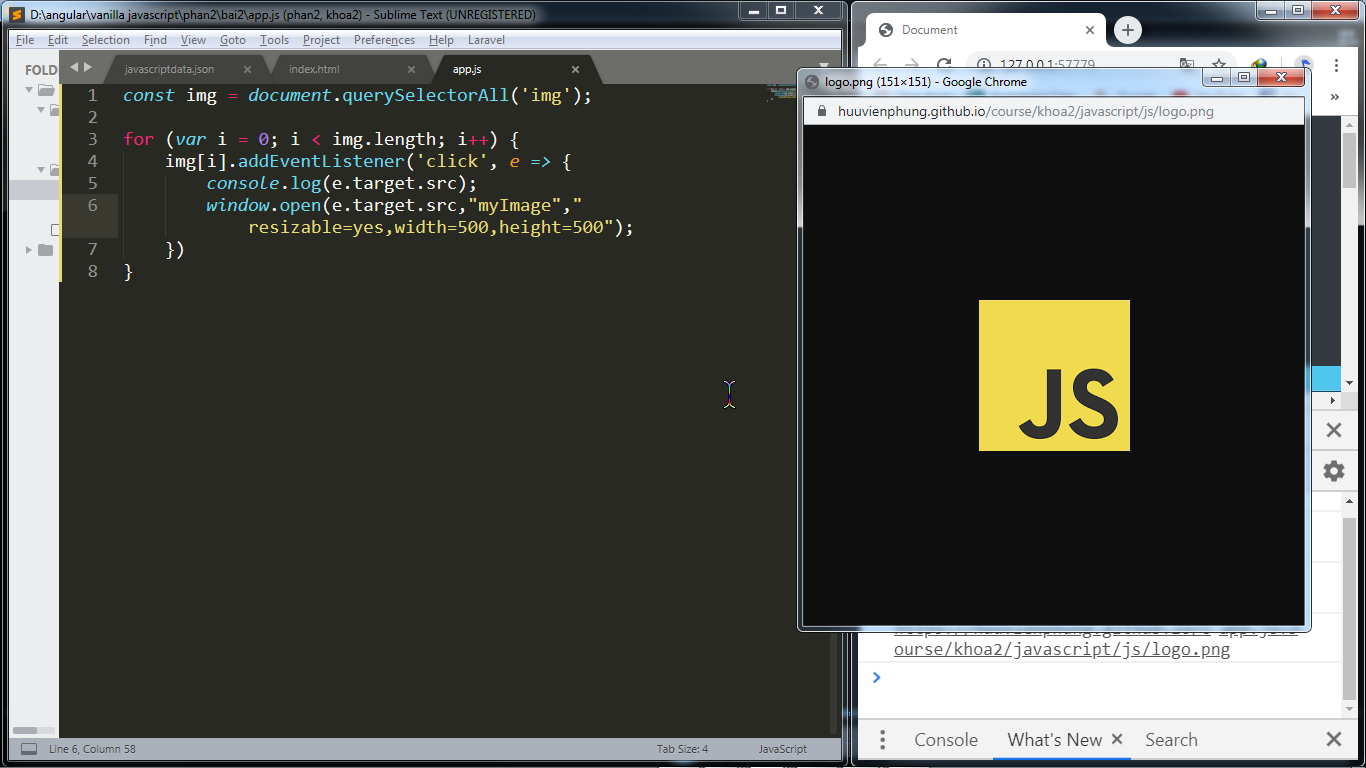 D:\angular\vanilla javascript\phan2\bai2\app.js (phan2, khoa2) - Sublime Text (UNREGISTERED)
File Edit Selection Find View Goto Tools Project Preferences Help Laravel
FOLD
javascriptdata.json index.html app.js
1 const img = document.querySelectorAll('img');
2
3 for (var i = 0; i < img.length; i++) {
4 img[i].addEventListener('click', e => {
5 console.log(e.target.src);
6 window.open(e.target.src,"myImage","
resizable=yes,width=500,height=500");
7 })
8 }
Line 6, Column 58 Tab Size: 4 JavaScript
Document
127.0.0.1:57779
logo.png (151×151) - Google Chrome
huuvienphung.github.io/course/khoa2/javascript/js/logo.png
JS
ourse/khoa2/javascript/js/logo.png
Console What's New Search